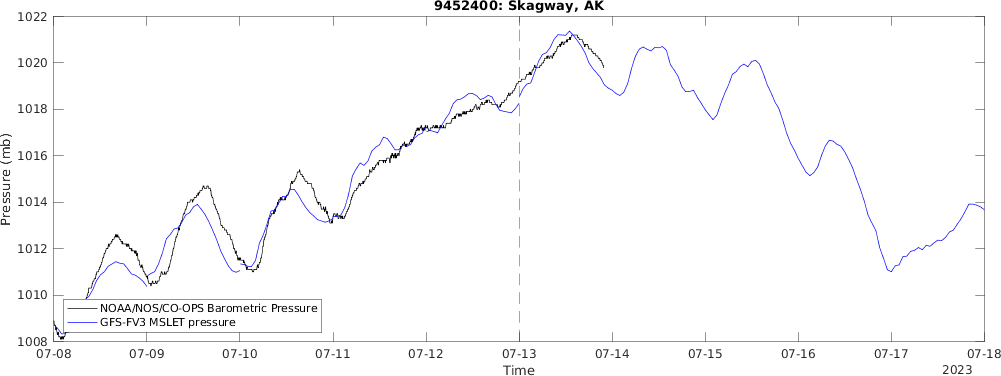 9452400: Skagway, AK
1022
1020
1018
1016
1014
1012
1010
1008
Pressure (mb)
NOAA/NOS/CO-OPS Barometric Pressure
GFS-FV3 MSLET pressure
07-08 07-09 07-10 07-11 07-12 07-13 07-14 07-15 07-16 07-17 07-18
Time
2023